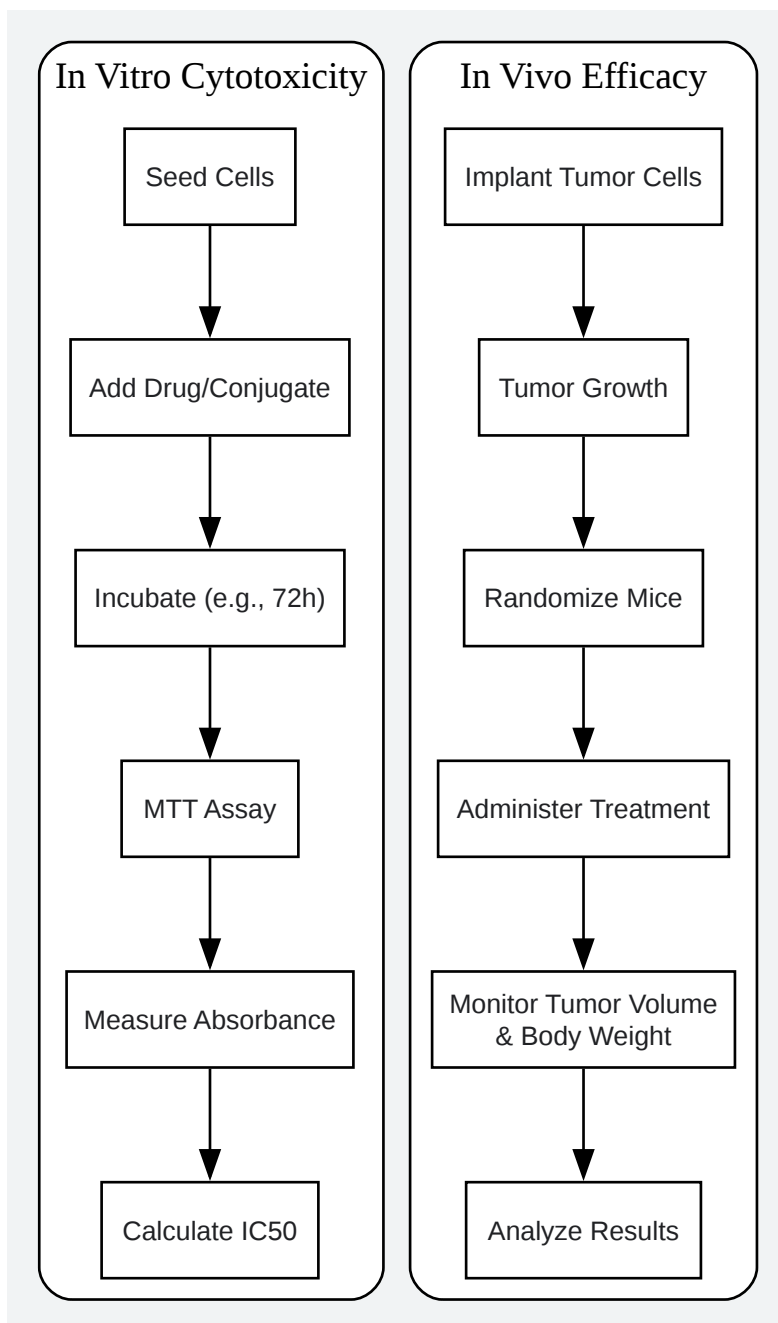 In Vitro Cytotoxicity
Seed Cells
Add Drug/Conjugate
Incubate (e.g., 72h)
MTT Assay
Measure Absorbance
Calculate IC50
In Vivo Efficacy
Implant Tumor Cells
Tumor Growth
Randomize Mice
Administer Treatment
Monitor Tumor Volume
& Body Weight
Analyze Results